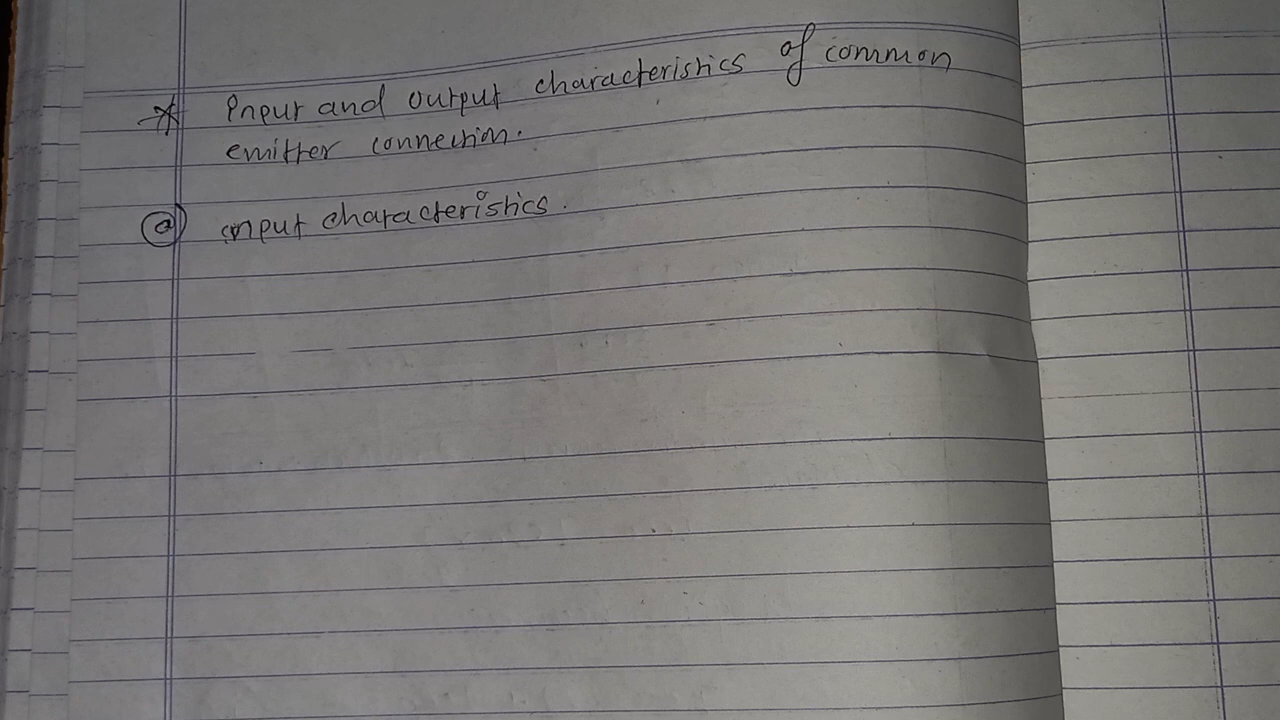 * Input and output characteristics of common
emitter connection.
(a) input characteristics.